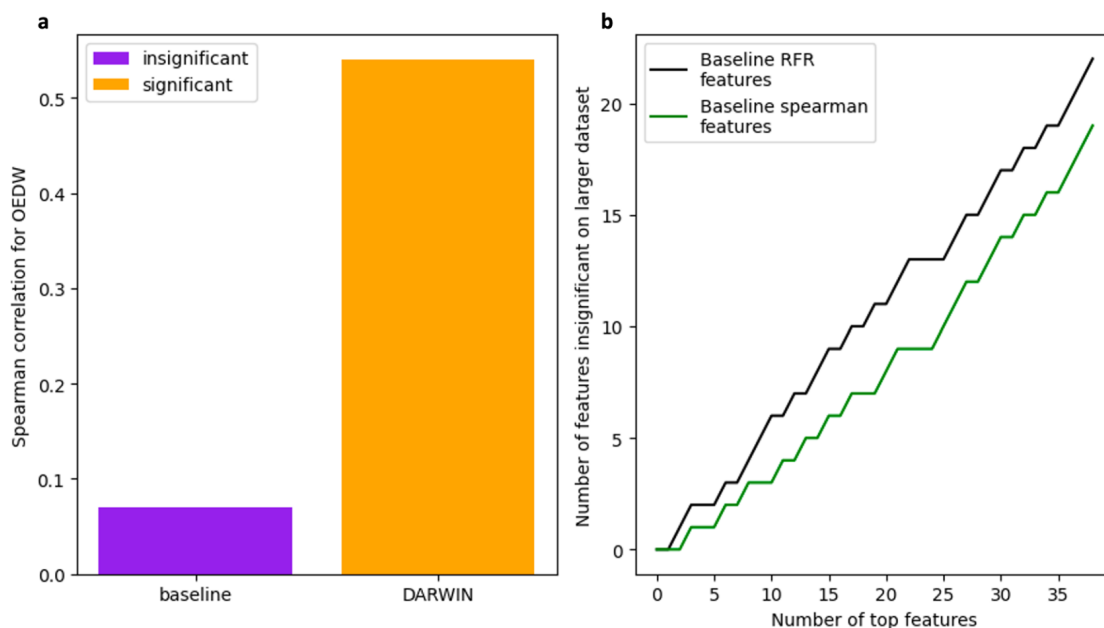 a
insignificant
significant
Spearman correlation for OEDW
0.5
0.4
0.3
0.2
0.1
0.0
baseline
DARWIN
b
Baseline RFR
features
Baseline spearman
features
Number of features insignificant on larger dataset
20
15
10
5
0
0
5
10
15
20
25
30
35
Number of top features